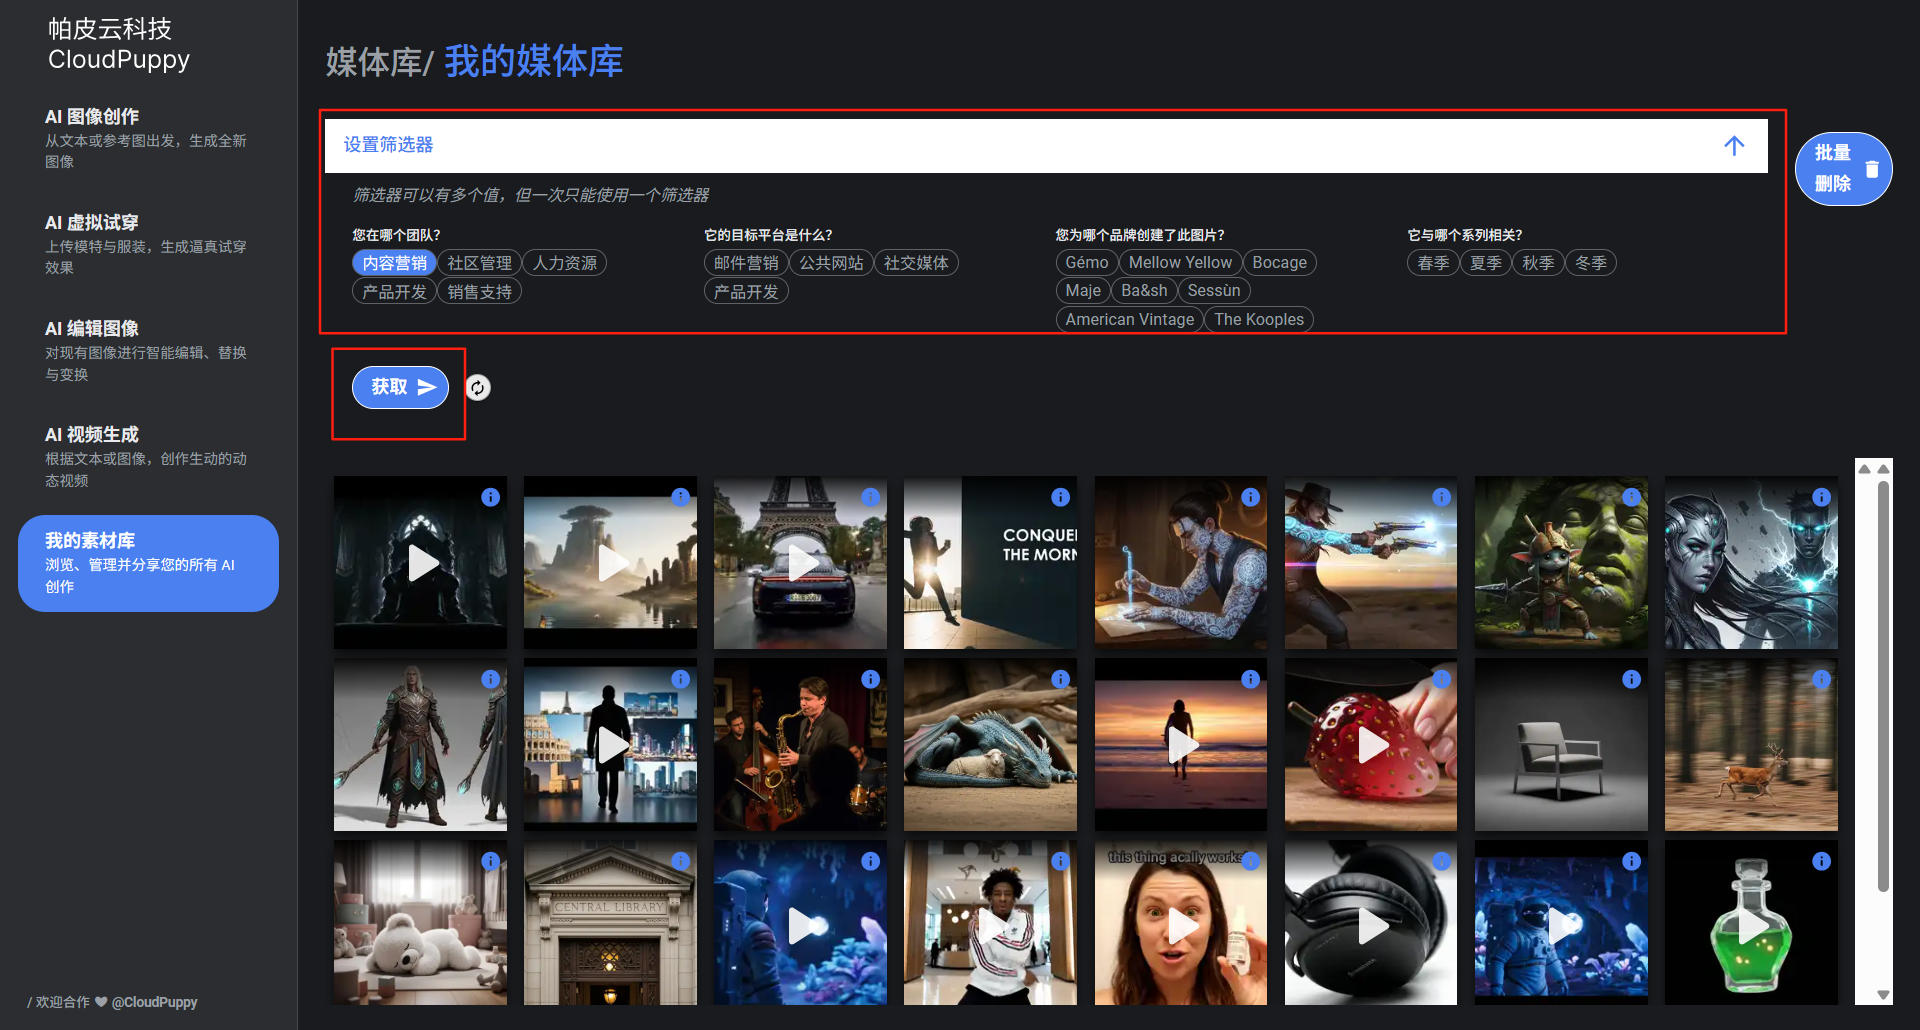 帕皮云科技
CloudPuppy
AI 图像创作
从文本或参考图出发，生成全新
图像
AI 虚拟试穿
上传模特与服装，生成逼真试穿
效果
AI 编辑图像
对现有图像进行智能编辑、替换
与变换
AI 视频生成
根据文本或图像，创作生动的动
态视频
我的素材库
浏览、管理并分享您的所有 AI
创作
/ 欢迎合作 ❤ @CloudPuppy
媒体库/ 我的媒体库
设置筛选器
批量
删除
筛选器可以有多个值，但一次只能使用一个筛选器
您在哪个团队？
内容营销 社区管理 人力资源
产品开发 销售支持
它的目标平台是什么？
邮件营销 公共网站 社交媒体
产品开发
您为哪个品牌创建了此图片？
Gémo Mellow Yellow Bocage
Maje Ba&sh Sessùn
American Vintage The Kooples
它与哪个系列相关？
春季 夏季 秋季 冬季
获取
CONQUE
THE MORN
CENTRAL LIBRARY
this thing acally works